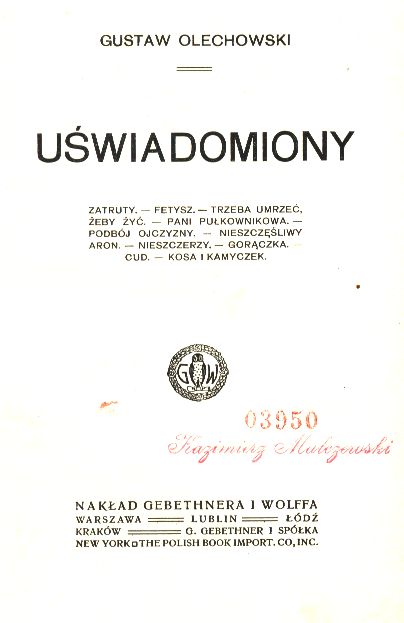 GUSTAW OLECHOWSKI
UŚWIADOMIONY
ZATRUTY. — FETYSZ. — TRZEBA UMRZEĆ,
ŻEBY ŻYĆ. — PANI PUŁKOWNIKOWA. —
PODBÓJ OJCZYZNY. — NIESZCZĘŚLIWY
ARON. — NIESZCZERZY. — GORĄCZKA. —
CUD. — KOSA I KAMYCZEK.
G W
03950
Kazimierz Malczewski
NAKŁAD GEBETHNERA I WOLFFA
WARSZAWA LUBLIN ŁÓDŹ
KRAKÓW G. GEBETHNER I SPÓŁKA
NEW YORK THE POLISH BOOK IMPORT. CO, INC.